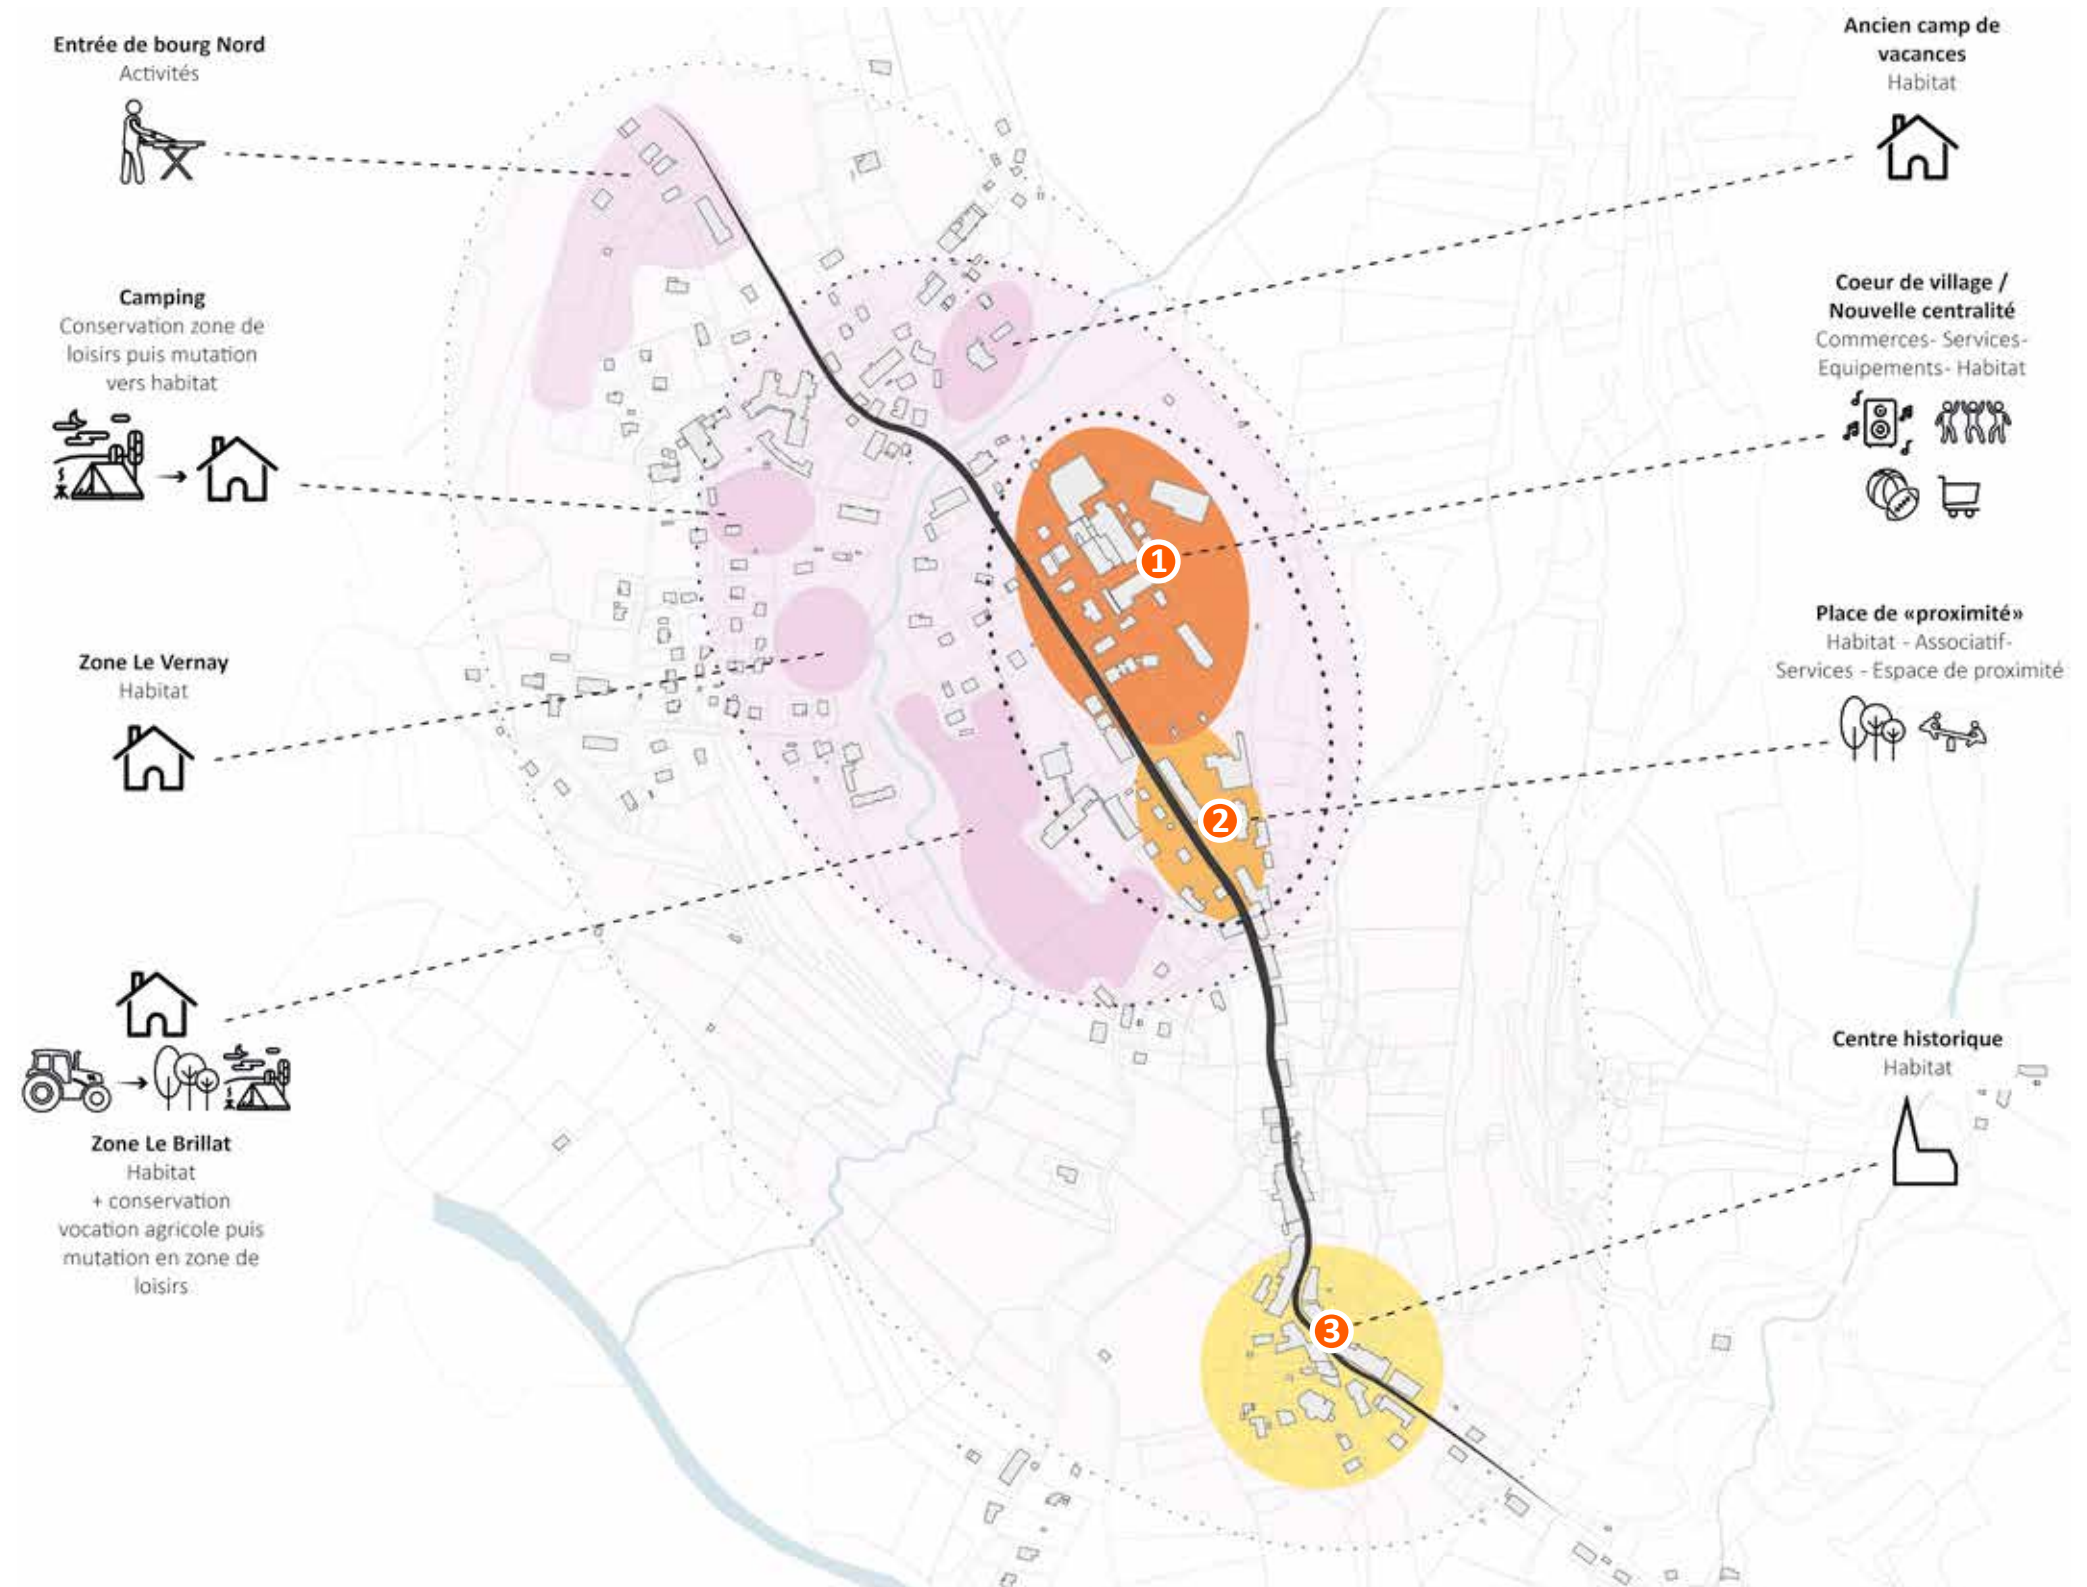 Entrée de bourg Nord
Activités
Camping
Conservation zone de
loisirs puis mutation
vers habitat
Zone Le Vernay
Habitat
Zone Le Brillat
Habitat
+ conservation
vocation agricole puis
mutation en zone de
loisirs
Ancien camp de
vacances
Habitat
Coeur de village /
Nouvelle centralité
Commerces- Services-
Equipements- Habitat
Place de «proximité»
Habitat - Associatif-
Services - Espace de proximité
Centre historique
Habitat
1
2
3